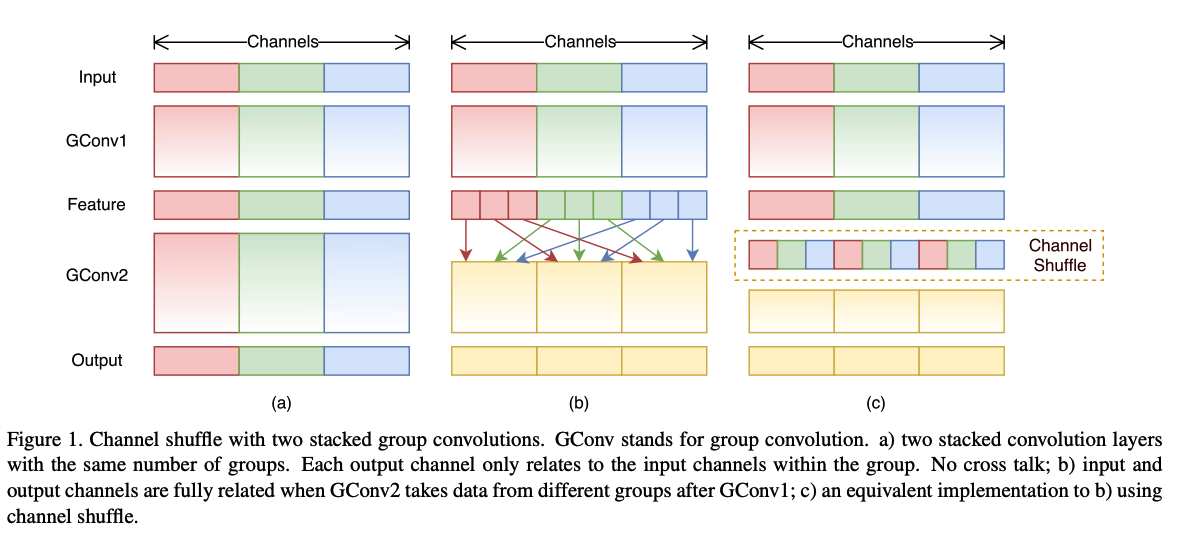 Channels Channels Channels
Input
GConv1
Feature
Channel
Shuffle
GConv2
Output
(a) (b) (c)
Figure 1. Channel shuffle with two stacked group convolutions. GConv stands for group convolution. a) two stacked convolution layers
with the same number of groups. Each output channel only relates to the input channels within the group. No cross talk; b) input and
output channels are fully related when GConv2 takes data from different groups after GConv1; c) an equivalent implementation to b) using
channel shuffle.